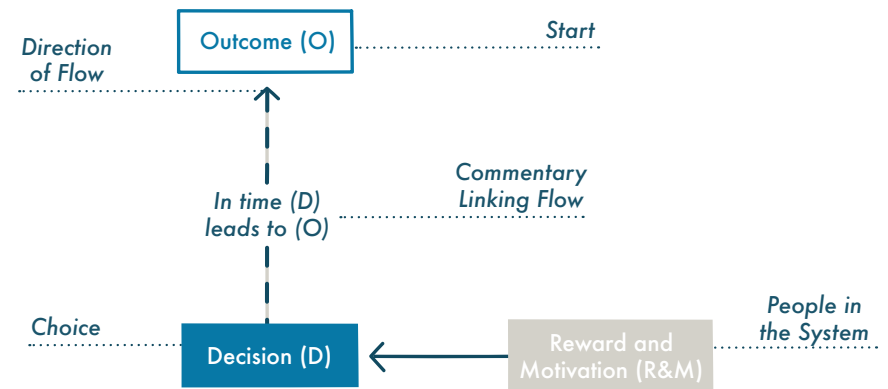 Outcome (O)
Start
Direction
of Flow
In time (D)
leads to (O)
Commentary
Linking Flow
Choice
Decision (D)
Reward and
Motivation (R&M)
People in
the System